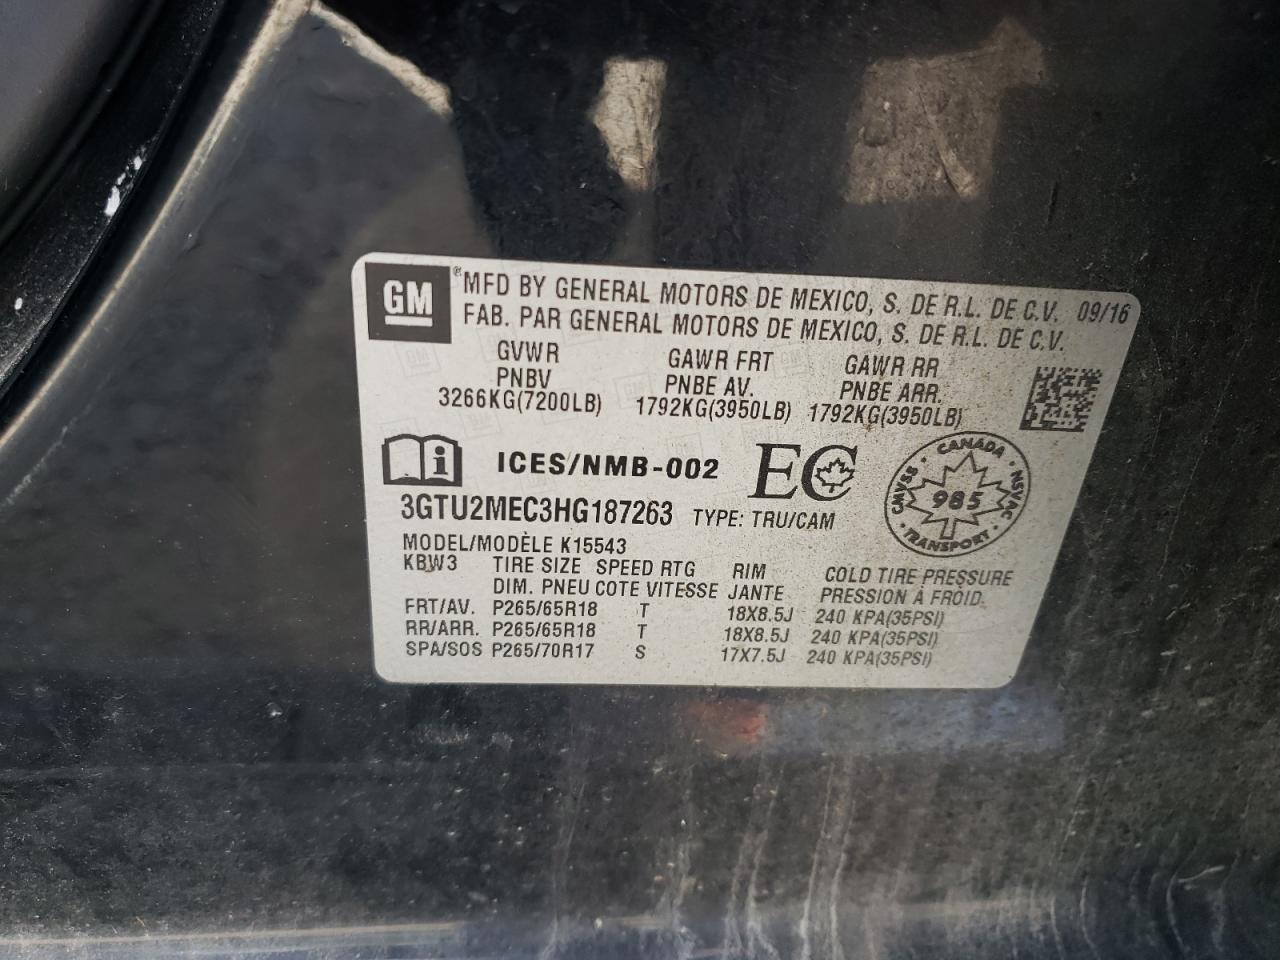 GM ® MFD BY GENERAL MOTORS DE MEXICO, S. DE R.L. DE C.V. 09/16
FAB. PAR GENERAL MOTORS DE MEXICO, S. DE R.L. DE C.V.
GVWR GAWR FRT GAWR RR
PNBV PNBE AV. PNBE ARR.
3266KG(7200LB) 1792KG(3950LB) 1792KG(3950LB)
i ICES/NMB-002 EC
CANADA
CMVSS 985 NSVAC
TRANSPORT
3GTU2MEC3HG187263 TYPE: TRU/CAM
MODEL/MODÈLE K15543
KBW3 TIRE SIZE SPEED RTG RIM COLD TIRE PRESSURE
DIM. PNEU COTE VITESSE JANTE PRESSION À FROID
FRT/AV. P265/65R18 T 18X8.5J 240 KPA(35PSI)
RR/ARR. P265/65R18 T 18X8.5J 240 KPA(35PSI)
SPA/SOS P265/70R17 S 17X7.5J 240 KPA(35PSI)